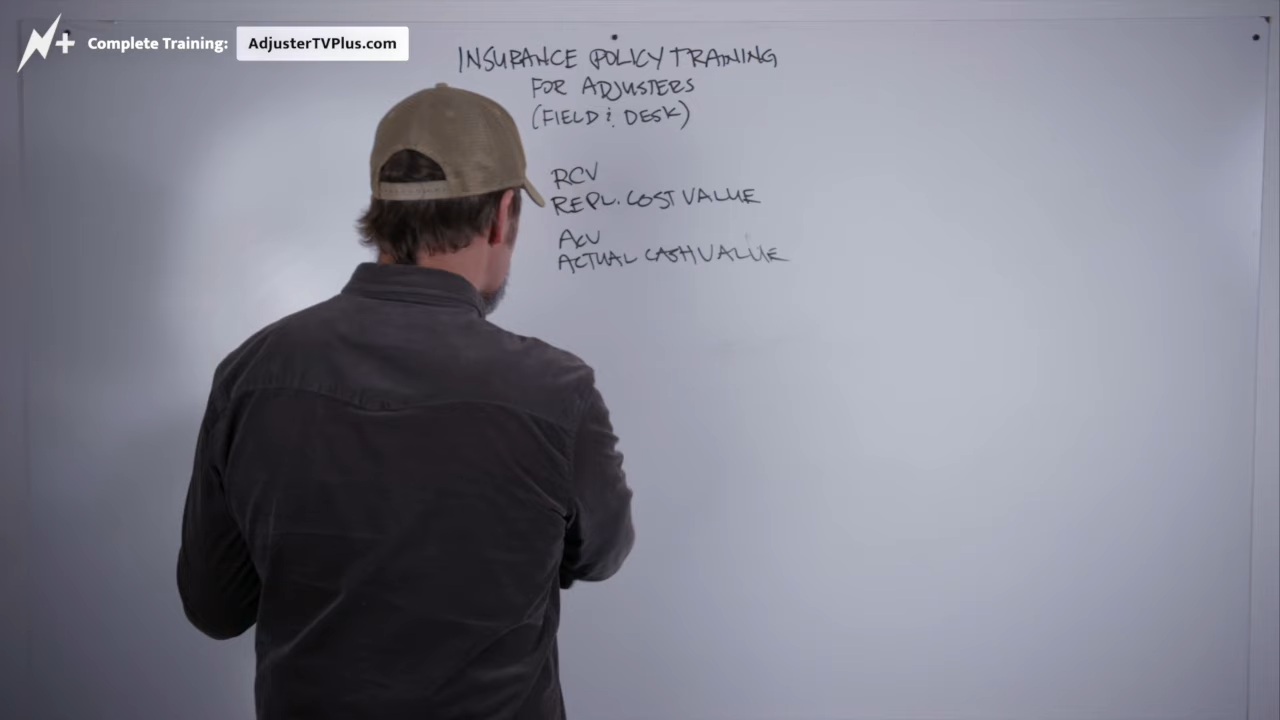 Complete Training: AdjusterTVPlus.com
INSURANCE POLICY TRAINING
FOR ADJUSTERS
(FIELD & DESK)
RCV
REPL. COST VALUE
ACV
ACTUAL CASH VALUE